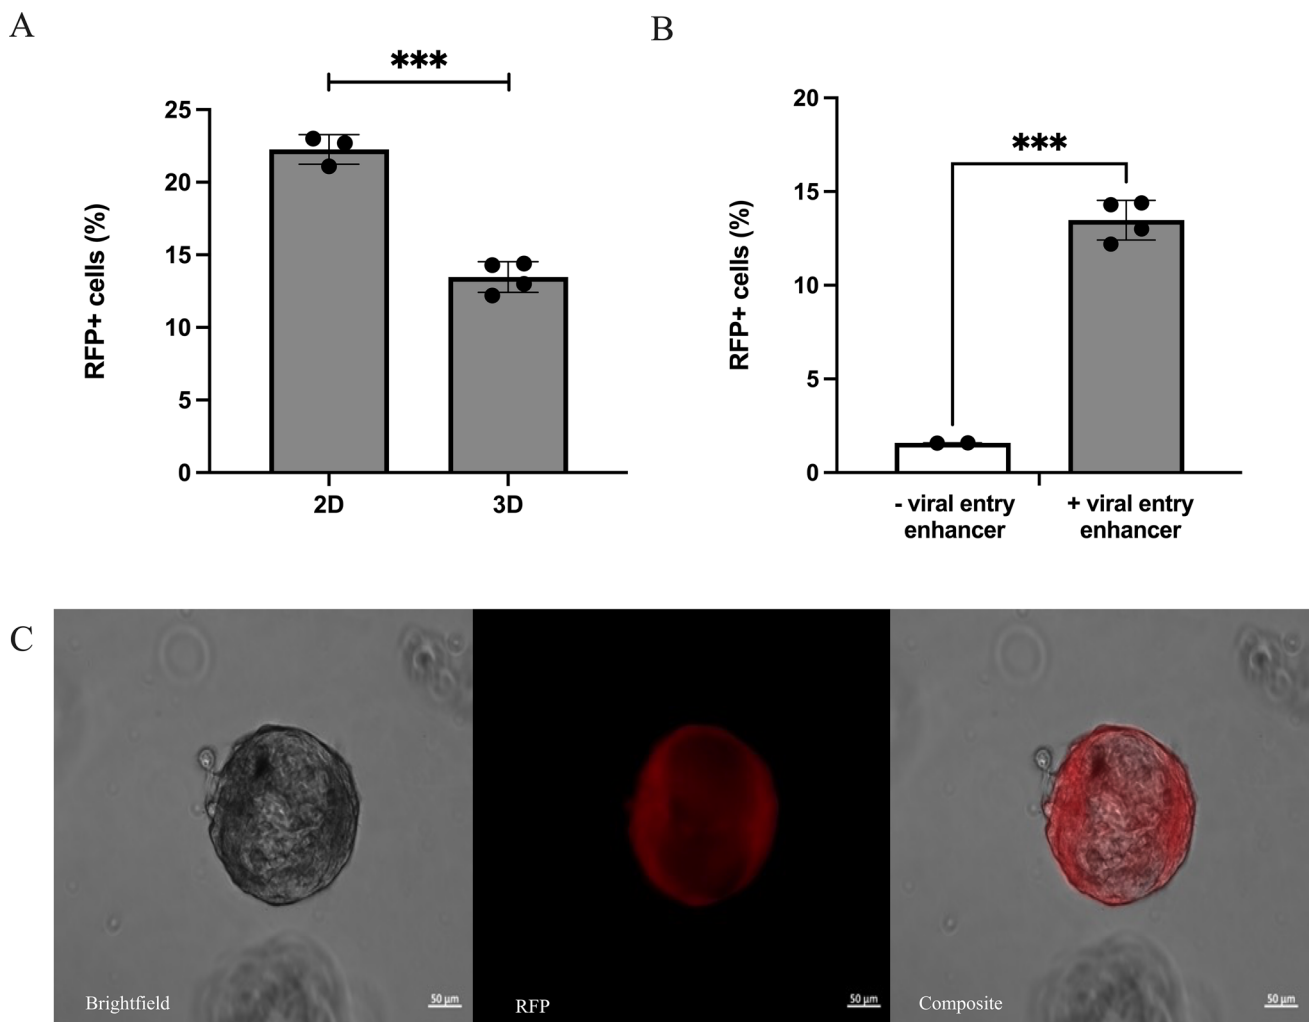 A
***
25
20
15
10
5
0
RFP+ cells (%)
2D
3D
B
***
20
15
10
5
0
RFP+ cells (%)
- viral entry
enhancer
+ viral entry
enhancer
C
Brightfield
50 µm
RFP
50 µm
Composite
50 µm